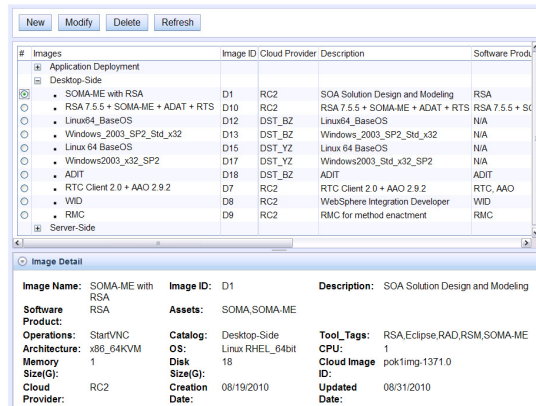 New Modify Delete Refresh
# Images Image ID Cloud Provider Description Software Produ
Application Deployment
Desktop-Side
SOMA-ME with RSA D1 RC2 SOA Solution Design and Modeling RSA
RSA 7.5.5 + SOMA-ME + ADAT + RTS D10 RC2 RSA 7.5.5 + SOMA-ME + ADAT + RTS RSA 7.5.5 + SO
Linux64_BaseOS D12 DST_BZ Linux64_BaseOS N/A
Windows_2003_SP2_Std_x32 D13 DST_BZ Windows_2003_SP2_Std_x32 N/A
Linux 64 BaseOS D15 DST_YZ Linux 64 BaseOS N/A
Windows2003_x32_SP2 D17 DST_YZ Windows2003_Std_x32_SP2 N/A
ADIT D18 DST_BZ ADIT ADIT
RTC Client 2.0 + AAO 2.9.2 D7 RC2 RTC Client 2.0 + AAO 2.9.2 RTC, AAO
WID D8 RC2 WebSphere Integration Developer WID
RMC D9 RC2 RMC for method enactment RMC
Server-Side
Image Detail
Image Name: SOMA-ME with RSA Image ID: D1 Description: SOA Solution Design and Modeling
Software Product: RSA Assets: SOMA,SOMA-ME
Operations: StartVNC Catalog: Desktop-Side Tool_Tags: RSA,Eclipse,RAD,RSM,SOMA-ME
Architecture: x86_64KVM OS: Linux RHEL_64bit CPU: 1
Memory Size(G): 1 Disk Size(G): 18 Cloud Image ID: pok1img-1371.0
Cloud Provider: RC2 Creation Date: 08/19/2010 Updated Date: 08/31/2010